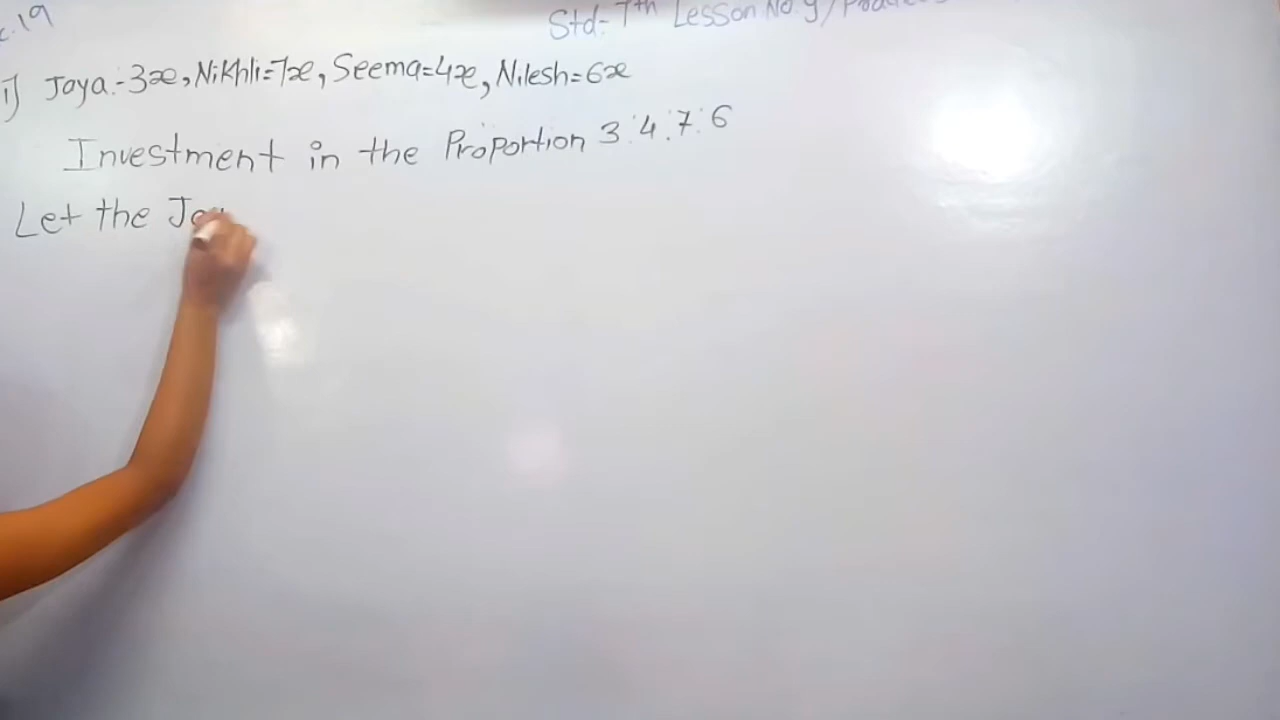 Std:- 7th Lesson No. 9/
1) Jaya:-3x, Nikhli=7x, Seema=4x, Nilesh=6x
Investment in the Proportion 3:4:7:6
Let the